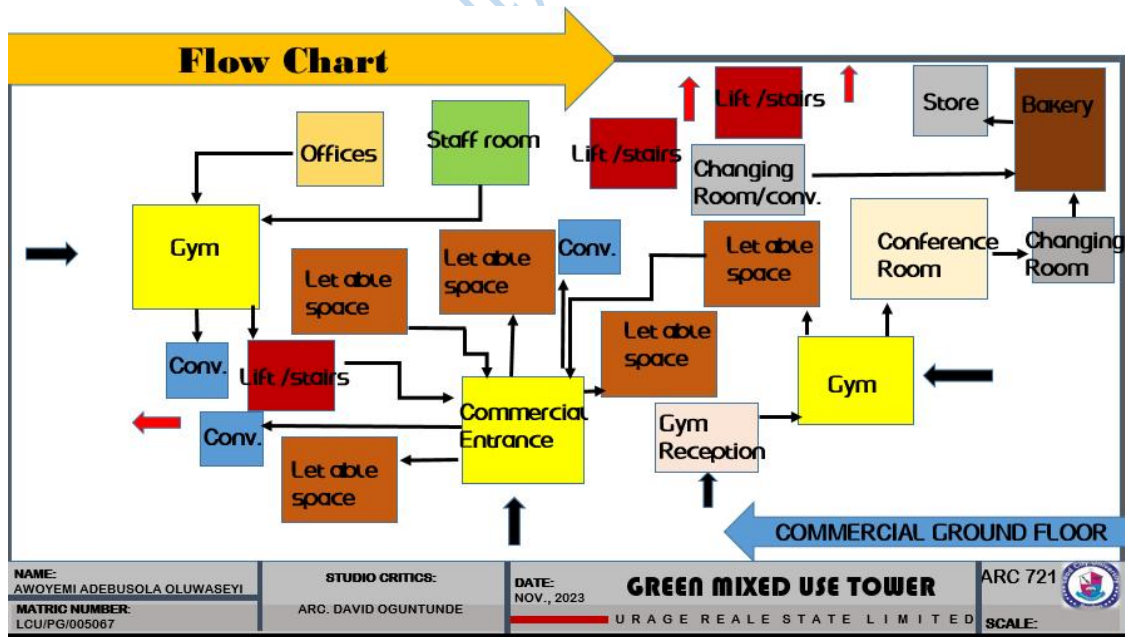 Flow Chart
Offices
Staff room
Lift /stairs
Lift /stairs
Store
Bakery
Changing
Room/conv.
Gym
Let able
space
Let able
space
Conv.
Let able
space
Conference
Room
Changing
Room
Let able
space
Conv.
Lift /stairs
Gym
Commercial
Entrance
Conv.
Let able
space
Gym
Reception
COMMERCIAL GROUND FLOOR
NAME:
AWOYEMI ADEBUSOLA OLUWASEYI
MATRIC NUMBER:
LCU/PG/005067
STUDIO CRITICS:
ARC. DAVID OGUNTUNDE
DATE:
NOV., 2023
GREEN MIXED USE TOWER
URAGE REALE STATE LIMITED
ARC 721
SCALE: